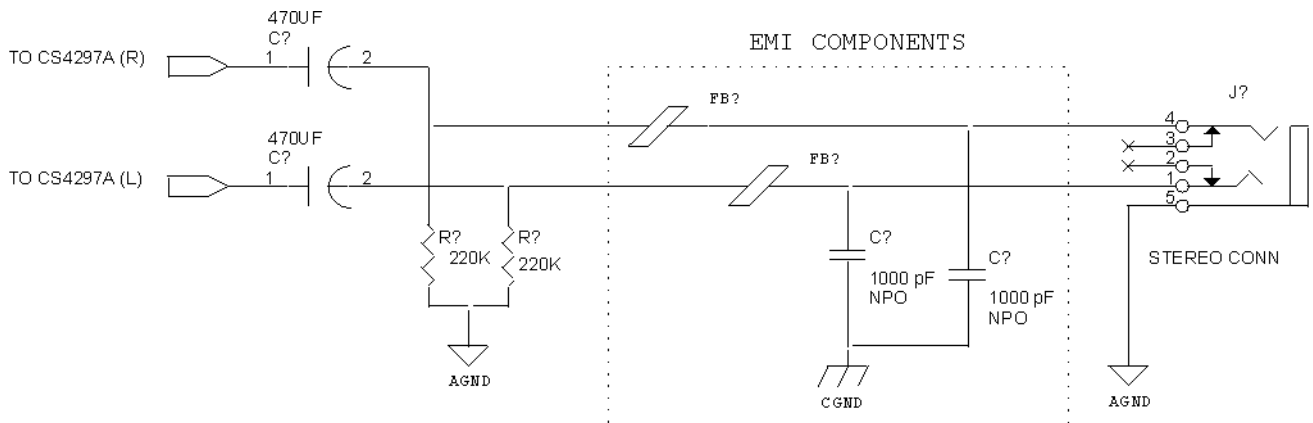 470UF
C?
TO CS4297A (R)
1
2
470UF
C?
TO CS4297A (L)
1
2
R?
220K
R?
220K
AGND
EMI COMPONENTS
FB?
FB?
C?
1000 pF
NPO
C?
1000 pF
NPO
CGND
J?
4
3
2
1
5
STEREO CONN
AGND